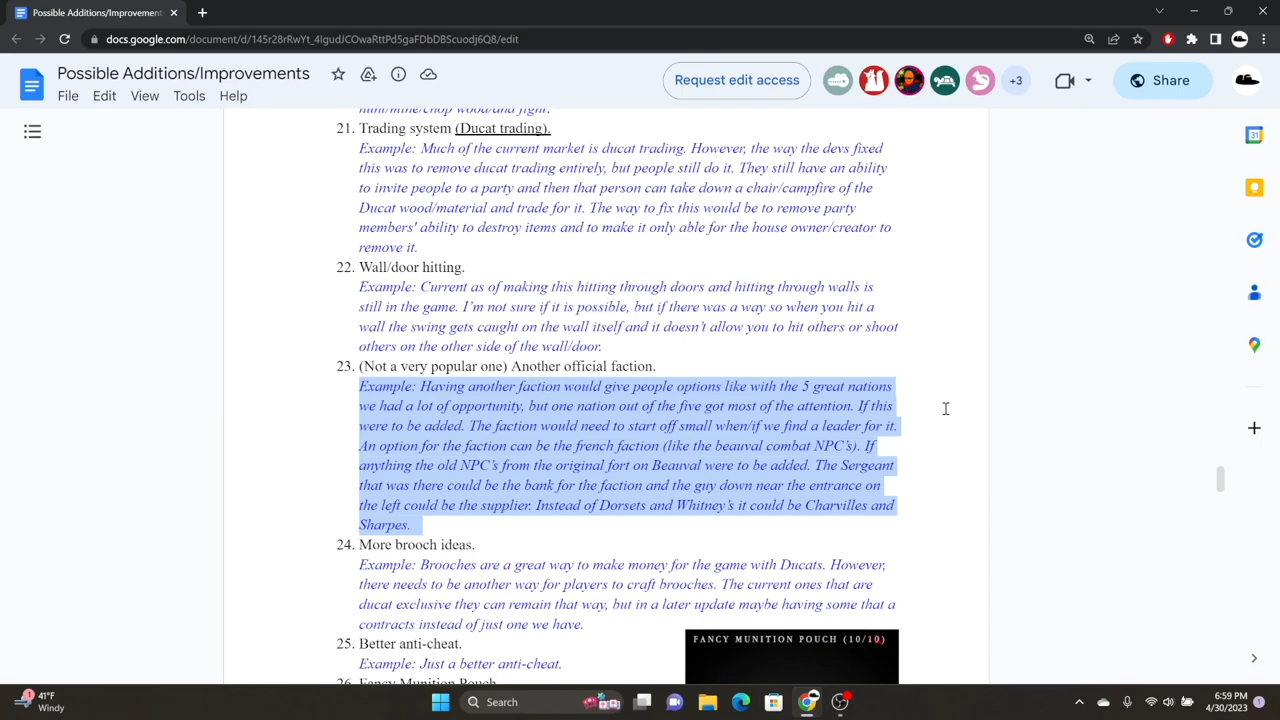 Possible Additions/Improvements
docs.google.com/document/d/145r28rRwYt_4IgudJCOwaRttPd5gaFDbDBScuodj6Q8/edit
Possible Additions/Improvements
File Edit View Tools Help
Request edit access
+3
Share
hunt/mine/chop wood/and fight.
21. Trading system (Ducat trading).
Example: Much of the current market is ducat trading. However, the way the devs fixed
this was to remove ducat trading entirely, but people still do it. They still have an ability
to invite people to a party and then that person can take down a chair/campfire of the
Ducat wood/material and trade for it. The way to fix this would be to remove party
members' ability to destroy items and to make it only able for the house owner/creator to
remove it.
22. Wall/door hitting.
Example: Current as of making this hitting through doors and hitting through walls is
still in the game. I'm not sure if it is possible, but if there was a way so when you hit a
wall the swing gets caught on the wall itself and it doesn't allow you to hit others or shoot
others on the other side of the wall/door.
23. (Not a very popular one) Another official faction.
Example: Having another faction would give people options like with the 5 great nations
we had a lot of opportunity, but one nation out of the five got most of the attention. If this
were to be added. The faction would need to start off small when/if we find a leader for it.
An option for the faction can be the french faction (like the beauval combat NPC's). If
anything the old NPC's from the original fort on Beauval were to be added. The Sergeant
that was there could be the bank for the faction and the guy down near the entrance on
the left could be the supplier. Instead of Dorsets and Whitney's it could be Charvilles and
Sharpes.
24. More brooch ideas.
Example: Brooches are a great way to make money for the game with Ducats. However,
there needs to be another way for players to craft brooches. The current ones that are
ducat exclusive they can remain that way, but in a later update maybe having some that a
contracts instead of just one we have.
25. Better anti-cheat.
Example: Just a better anti-cheat.
FANCY MUNITION POUCH (10/10)
26. Fancy Munition Pouch
41°F
Windy
Search
6:59 PM
4/30/2023